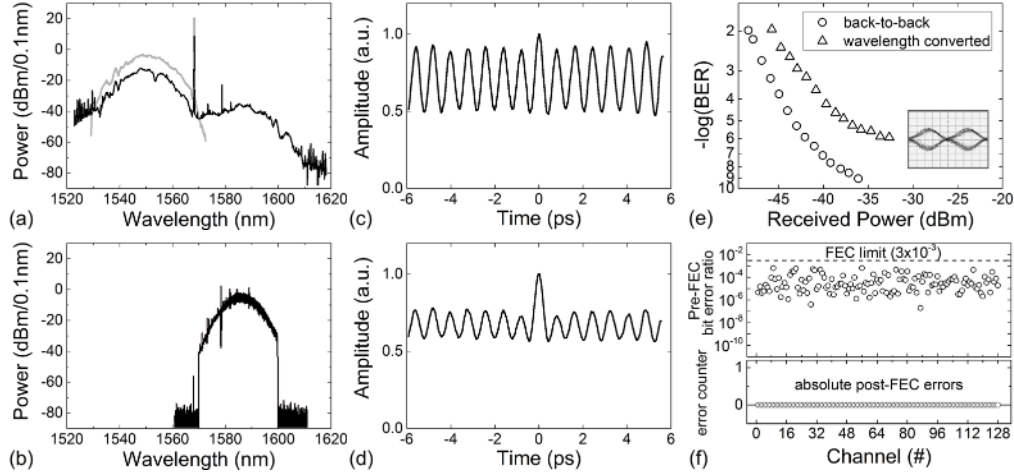 20
0
-20
-40
-60
-80
Power (dBm/0.1nm)
1520 1540 1560 1580 1600 1620
(a) Wavelength (nm)
1.0
0.5
0.0
Amplitude (a.u.)
-6 -4 -2 0 2 4 6
(c) Time (ps)
back-to-back
wavelength converted
2
3
4
5
6
7
8
9
10
-log(BER)
-45 -40 -35 -30 -25 -20
(e) Received Power (dBm)
20
0
-20
-40
-60
-80
Power (dBm/0.1nm)
1520 1540 1560 1580 1600 1620
(b) Wavelength (nm)
1.0
0.5
0.0
Amplitude (a.u.)
-6 -4 -2 0 2 4 6
(d) Time (ps)
FEC limit (3x10⁻³)
10⁻²
10⁻⁴
10⁻⁶
10⁻¹⁰
Pre-FEC
bit error ratio
absolute post-FEC errors
1
0
error counter
0 16 32 48 64 80 96 112 128
(f) Channel (#)